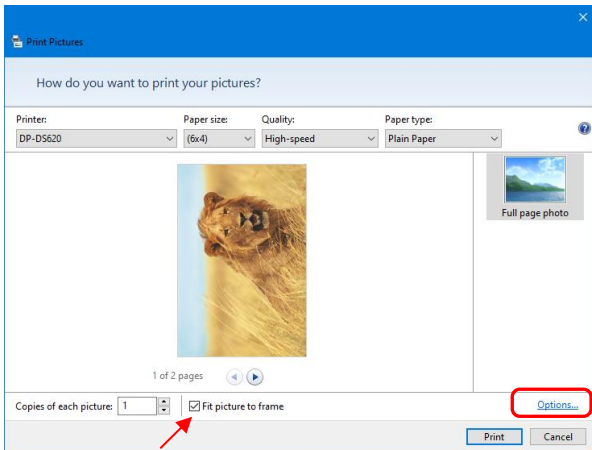 Print Pictures
How do you want to print your pictures?
Printer: Paper size: Quality: Paper type:
DP-DS620 (6x4) High-speed Plain Paper
Full page photo
1 of 2 pages
Copies of each picture: 1 Fit picture to frame Options...
Print Cancel